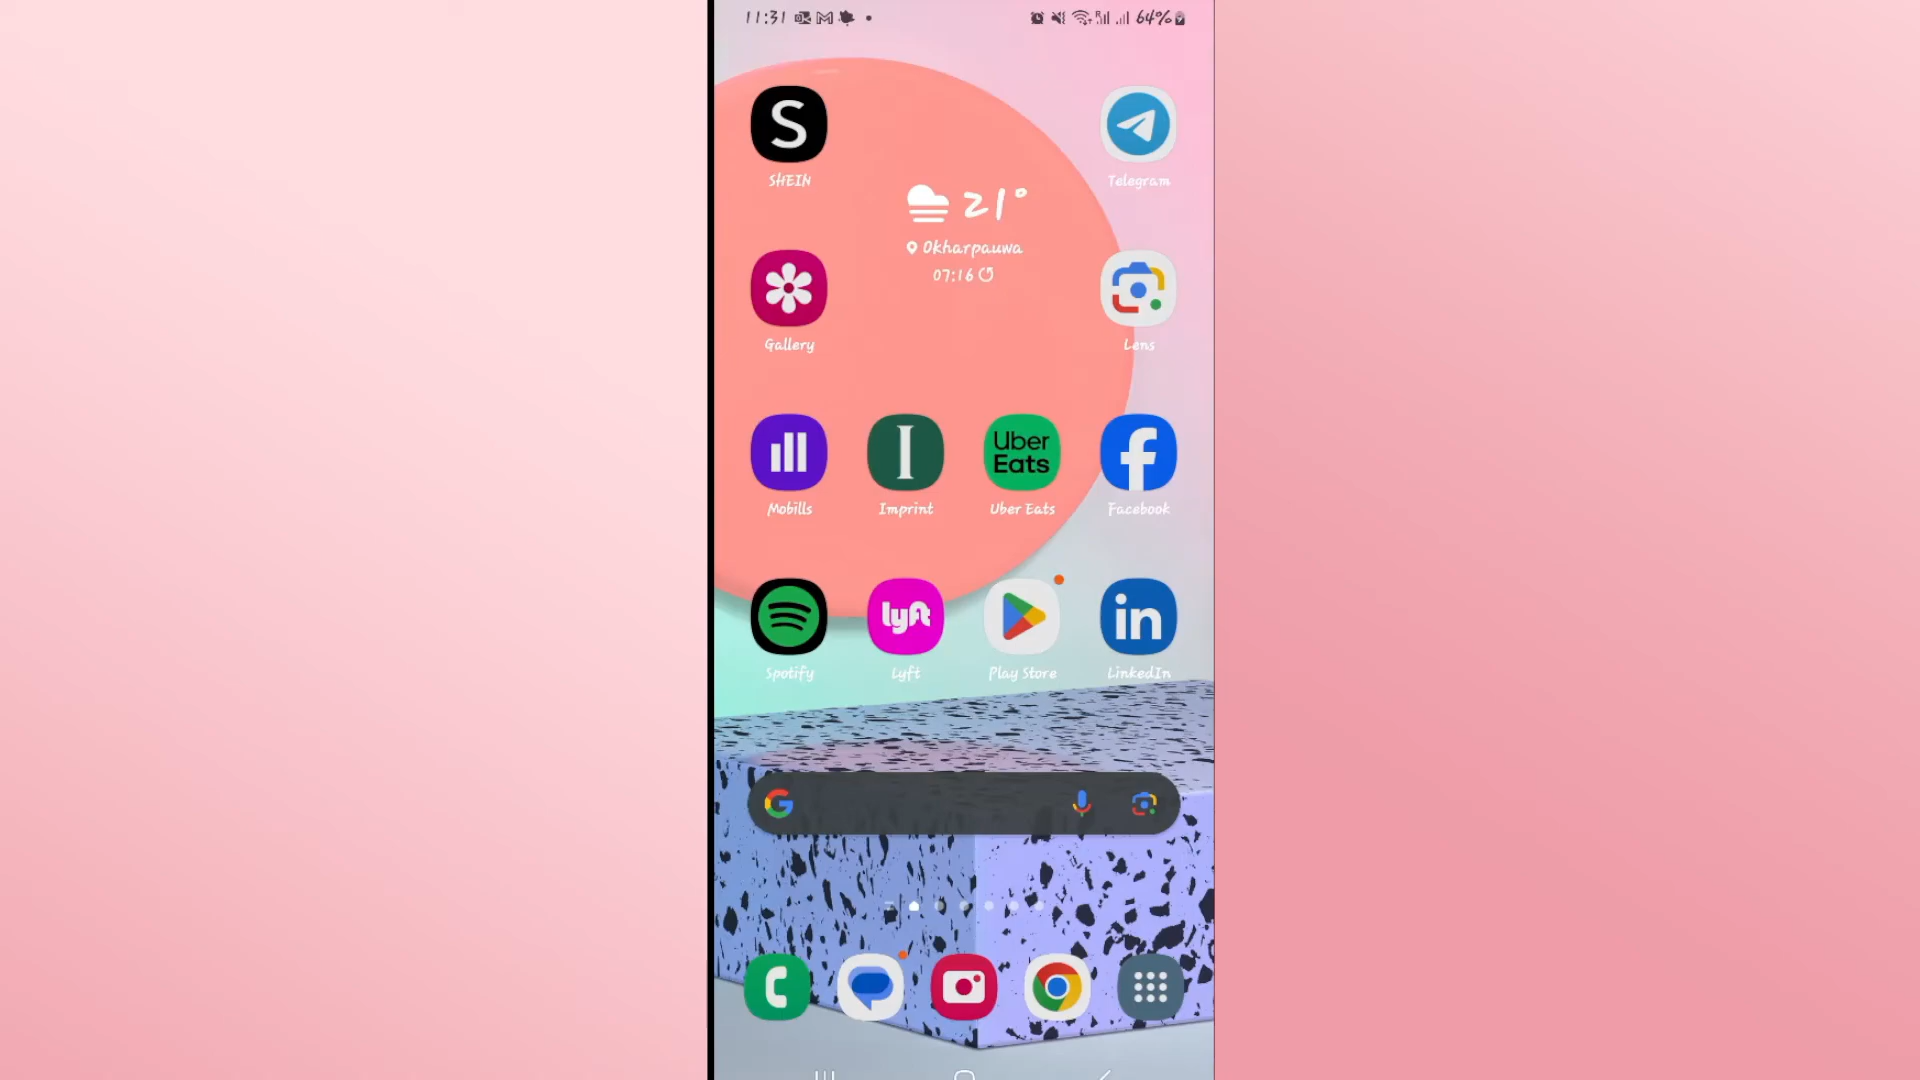 11:31
64%
S
SHEIN
Telegram
21°
Okharpauwa
07:16
Gallery
Lens
Uber
Eats
Mobills
Imprint
Uber Eats
Facebook
lyft
in
Spotify
Lyft
Play Store
LinkedIn